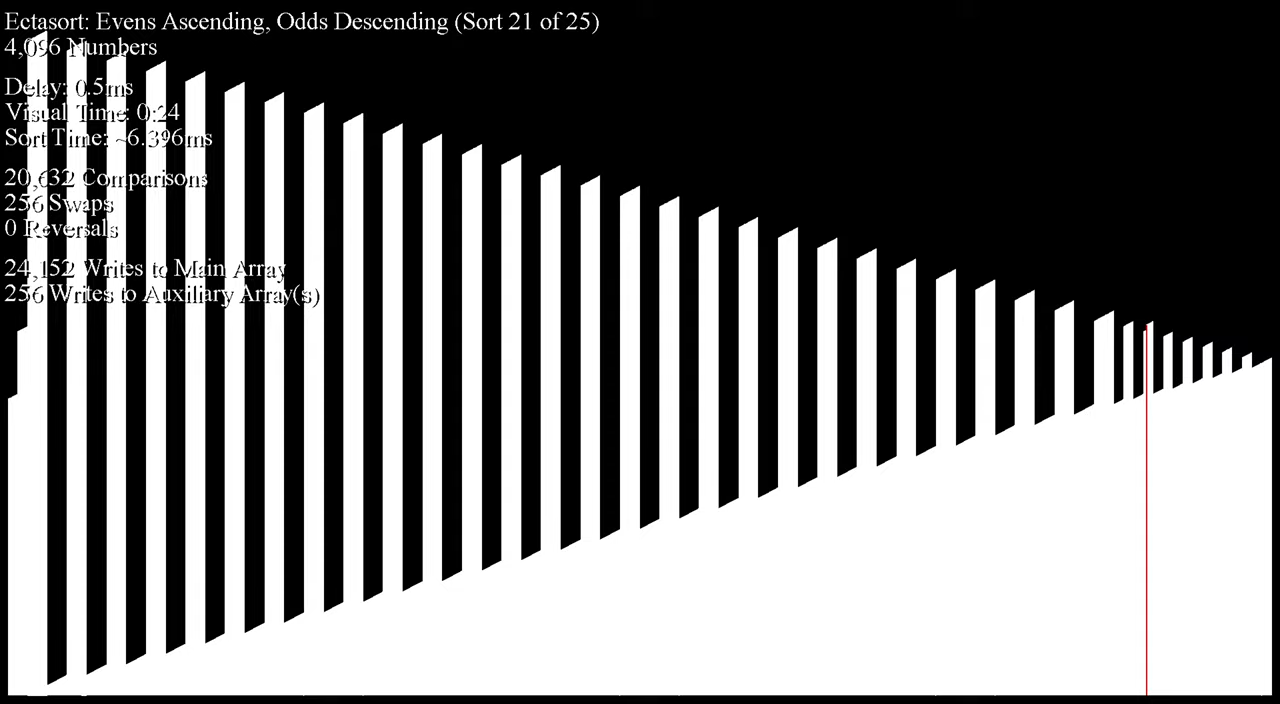 Ectasort: Evens Ascending, Odds Descending (Sort 21 of 25)
4,096 Numbers
Delay: 0.5ms
Visual Time: 0:24
Sort Time: ~6.396ms
20,632 Comparisons
256 Swaps
0 Reversals
24,152 Writes to Main Array
256 Writes to Auxiliary Array(s)